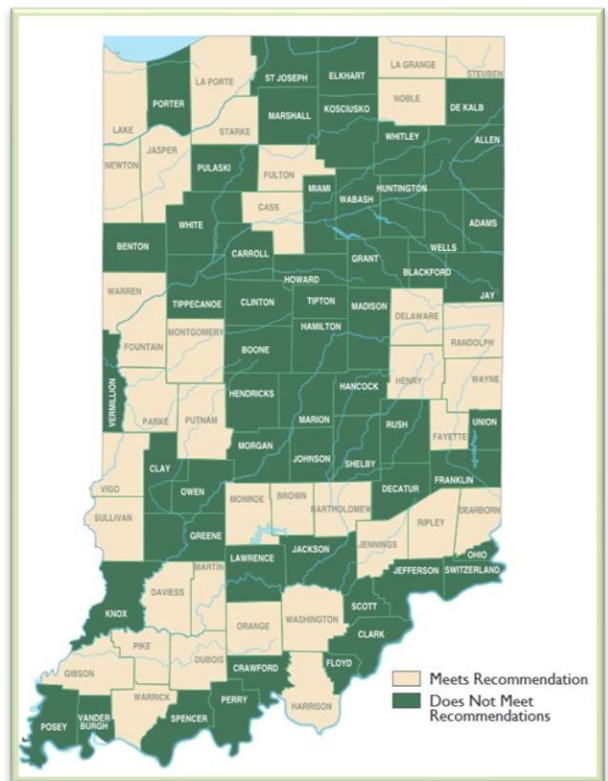 LA GRANGE
STEUBEN
ST JOSEPH
ELKHART
LA PORTE
PORTER
NOBLE
DE KALB
KOSCIUSKO
MARSHALL
LAKE
STARKE
WHITLEY
ALLEN
JASPER
NEWTON
PULASKI
FULTON
MIAMI
HUNTINGTON
WABASH
CASS
WHITE
ADAMS
BENTON
WELLS
CARROLL
GRANT
BLACKFORD
HOWARD
WARREN
JAY
TIPPECANOE
CLINTON
TIPTON
MADISON
DELAWARE
HAMILTON
MONTGOMERY
RANDOLPH
FOUNTAIN
BOONE
HENRY
WAYNE
HANCOCK
VERMILLION
HENDRICKS
PARKE
PUTNAM
MARION
RUSH
UNION
FAYETTE
MORGAN
JOHNSON
SHELBY
CLAY
FRANKLIN
VIGO
OWEN
DECATUR
MONROE
BROWN
BARTHOLOMEW
DEARBORN
SULLIVAN
RIPLEY
GREENE
JENNINGS
JACKSON
OHIO
LAWRENCE
MARTIN
JEFFERSON
SWITZERLAND
DAVIESS
KNOX
SCOTT
ORANGE
WASHINGTON
CLARK
PIKE
DUBOIS
CRAWFORD
FLOYD
GIBSON
PERRY
WARRICK
HARRISON
SPENCER
POSEY
VANDER
BURGH
Meets Recommendation
Does Not Meet
Recommendations